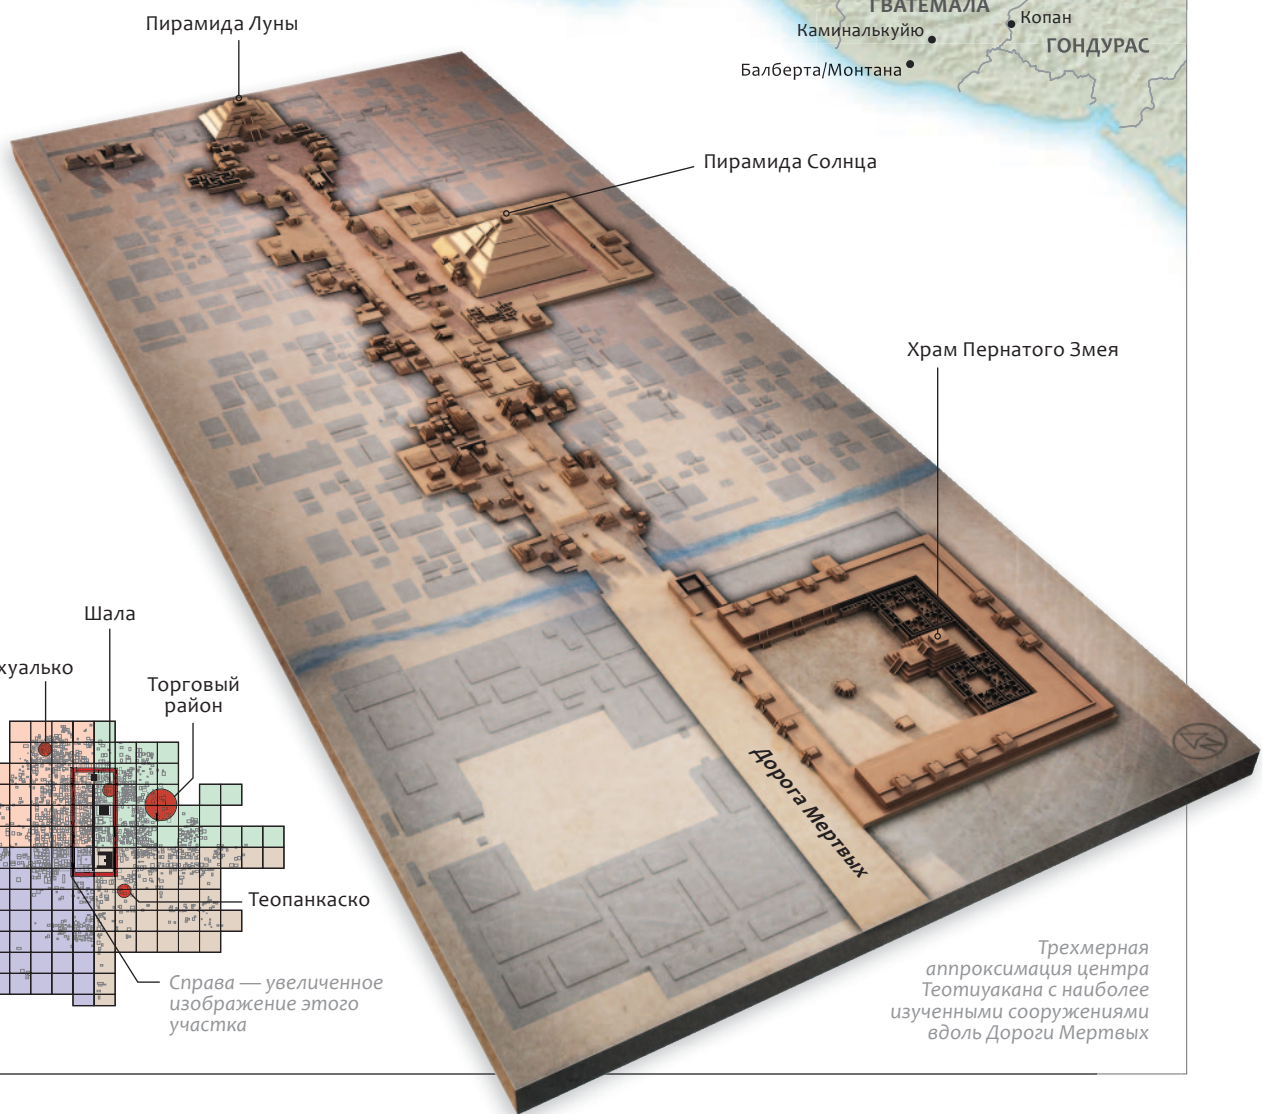 Пирамида Луны
ГВАТЕМАЛА
Копан
Каминалькуйю
ГОНДУРАС
Балберта/Монтана
Пирамида Солнца
Храм Пернатого Змея
Шала
хуалько
Торговый
район
Дорога Мертвых
Теопанкаско
Справа — увеличенное
изображение этого
участка
Трехмерная
аппроксимация центра
Теотиуакана с наиболее
изученными сооружениями
вдоль Дороги Мертвых
N